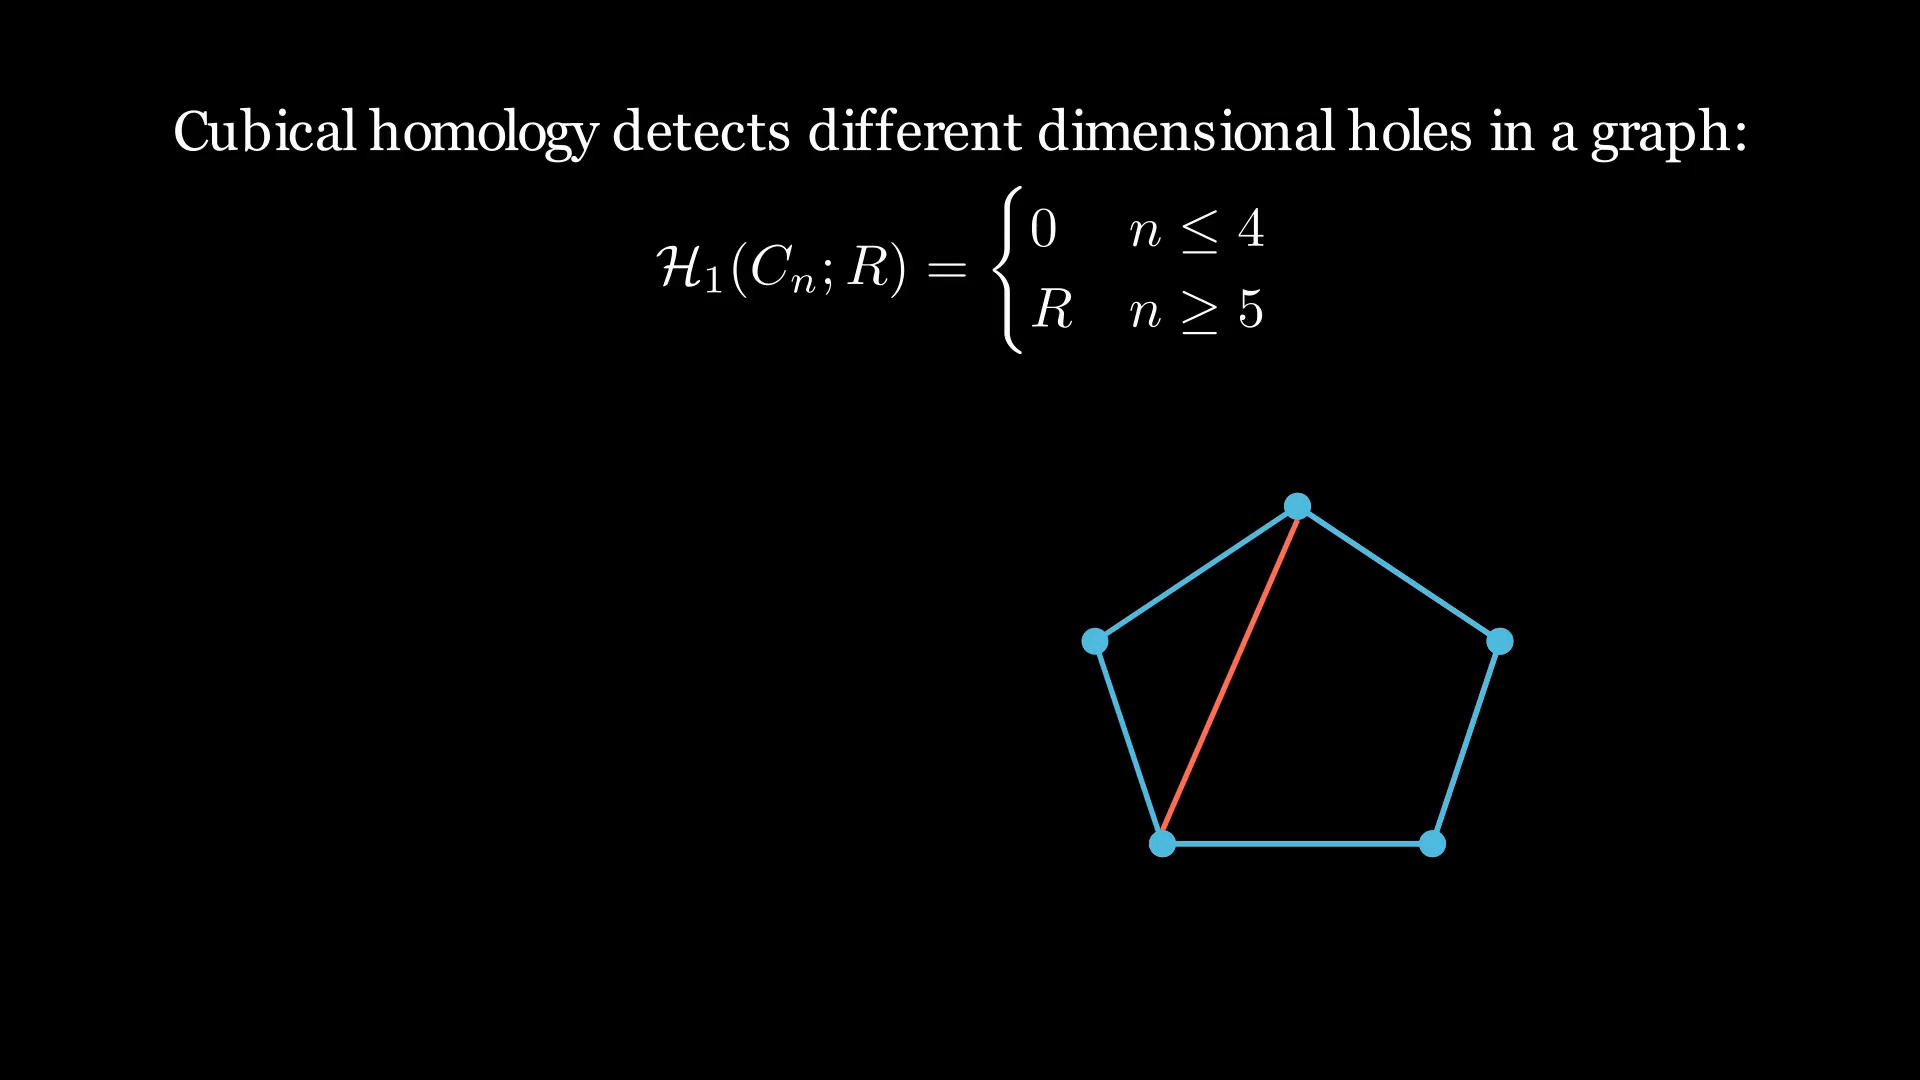 Cubical homology detects different dimensional holes in a graph:
$\mathcal{H}_1(C_n; R) = \begin{cases} 0 & n \leq 4 \\ R & n \geq 5 \end{cases}$